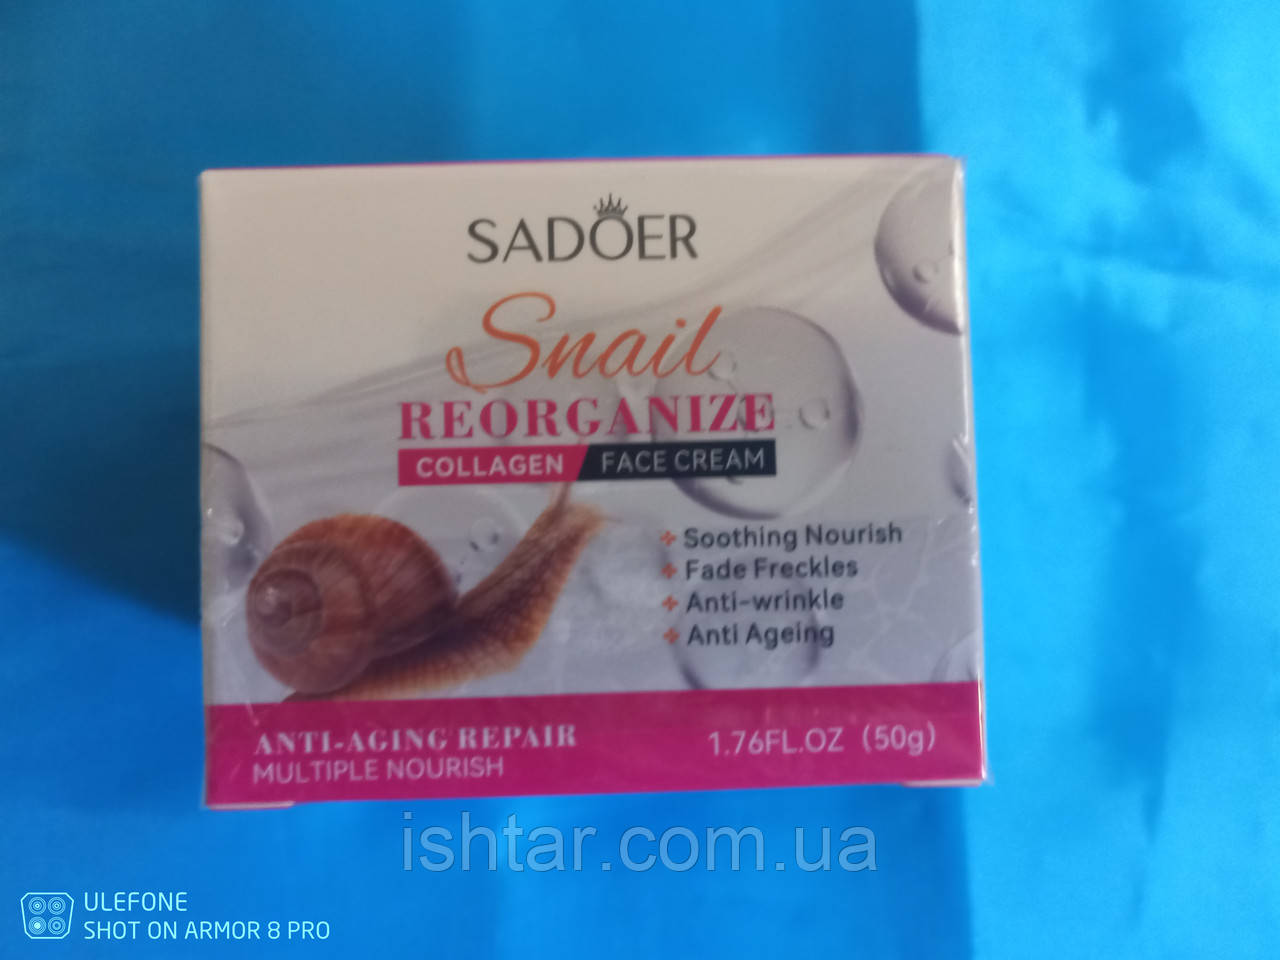 SADOER
Snail
REORGANIZE
COLLAGEN FACE CREAM
Soothing Nourish
Fade Freckles
Anti-wrinkle
Anti Ageing
ANTI-AGING REPAIR
MULTIPLE NOURISH
1.76FL.OZ (50g)
ishtar.com.ua
ULEFONE
SHOT ON ARMOR 8 PRO